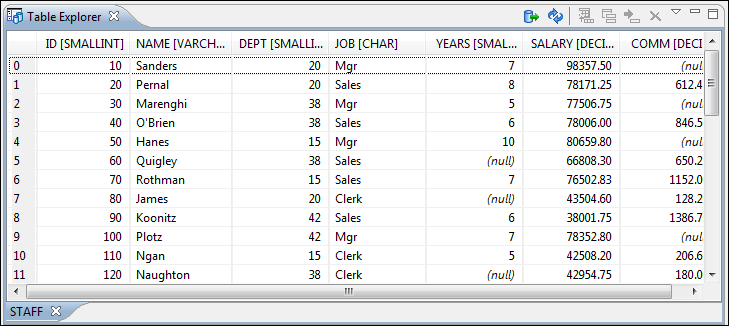 Table Explorer
ID [SMALLINT] NAME [VARCH... DEPT [SMALLI... JOB [CHAR] YEARS [SMAL... SALARY [DECI... COMM [DECI
0 10 Sanders 20 Mgr 7 98357.50 (nul
1 20 Pernal 20 Sales 8 78171.25 612.4
2 30 Marenghi 38 Mgr 5 77506.75 (nul
3 40 O'Brien 38 Sales 6 78006.00 846.5
4 50 Hanes 15 Mgr 10 80659.80 (nul
5 60 Quigley 38 Sales (null) 66808.30 650.2
6 70 Rothman 15 Sales 7 76502.83 1152.0
7 80 James 20 Clerk (null) 43504.60 128.2
8 90 Koonitz 42 Sales 6 38001.75 1386.7
9 100 Plotz 42 Mgr 7 78352.80 (nul
10 110 Ngan 15 Clerk 5 42508.20 206.6
11 120 Naughton 38 Clerk (null) 42954.75 180.0
STAFF